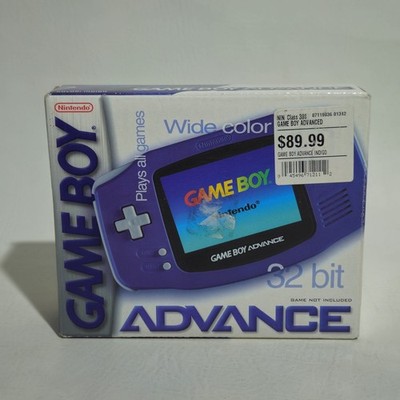 Nintendo
GAME BOY
Plays all games
Wide color
NIN Class 381
GAME BOY ADVANCED
$89.99
GAME BOY ADVANCE INDIGO
GAME BOY
Nintendo®
GAME BOY ADVANCE
32 bit
GAME NOT INCLUDED
ADVANCE